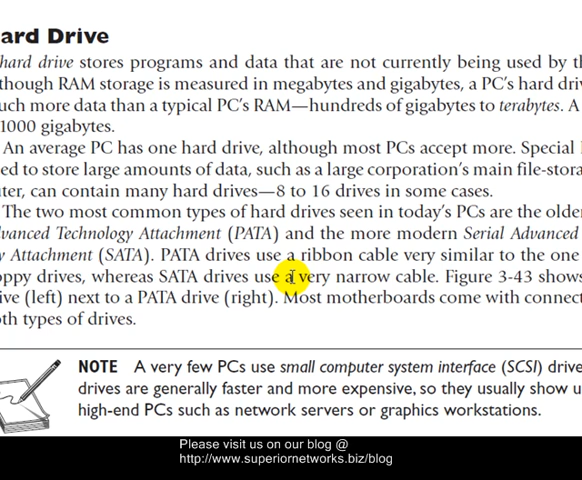 ard Drive
hard drive stores programs and data that are not currently being used by th
though RAM storage is measured in megabytes and gigabytes, a PC's hard driv
uch more data than a typical PC's RAM—hundreds of gigabytes to terabytes. A
1000 gigabytes.
An average PC has one hard drive, although most PCs accept more. Special
ed to store large amounts of data, such as a large corporation's main file-stora
ter, can contain many hard drives—8 to 16 drives in some cases.
The two most common types of hard drives seen in today's PCs are the older
vanced Technology Attachment (PATA) and the more modern Serial Advanced
y Attachment (SATA). PATA drives use a ribbon cable very similar to the one
oppy drives, whereas SATA drives use a very narrow cable. Figure 3-43 shows
ive (left) next to a PATA drive (right). Most motherboards come with connect
oth types of drives.
NOTE A very few PCs use small computer system interface (SCSI) drive
drives are generally faster and more expensive, so they usually show u
high-end PCs such as network servers or graphics workstations.
Please visit us on our blog @
http://www.superiornetworks.biz/blog